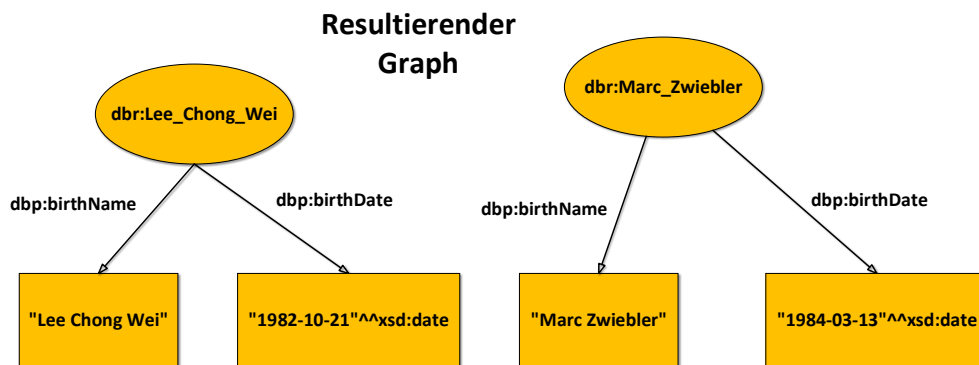 Resultierender
Graph
dbr:Lee_Chong_Wei
dbr:Marc_Zwiebler
dbp:birthName
dbp:birthDate
dbp:birthName
dbp:birthDate
"Lee Chong Wei"
"1982-10-21"^^xsd:date
"Marc Zwiebler"
"1984-03-13"^^xsd:date